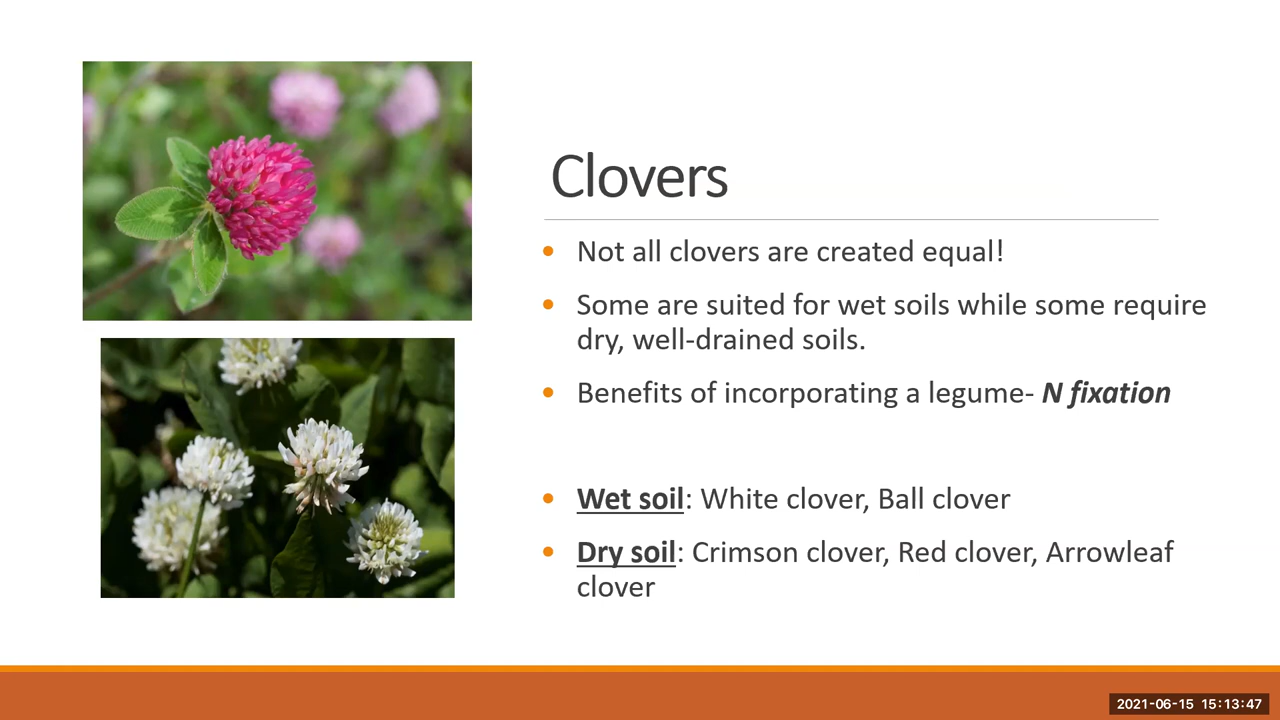 Clovers
Not all clovers are created equal!
Some are suited for wet soils while some require
dry, well-drained soils.
Benefits of incorporating a legume- N fixation
Wet soil: White clover, Ball clover
Dry soil: Crimson clover, Red clover, Arrowleaf
clover
2021-06-15 15:13:47